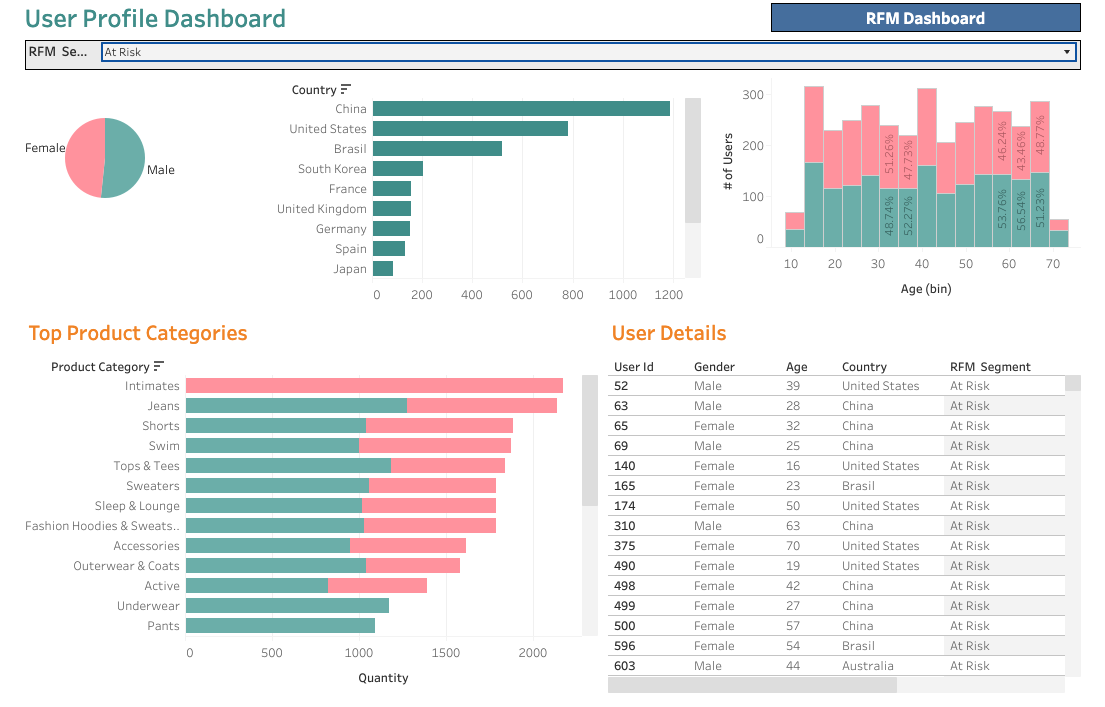 User Profile Dashboard
RFM Dashboard
RFM Se...
At Risk
Female
Male
Country
China
United States
Brasil
South Korea
France
United Kingdom
Germany
Spain
Japan
0 200 400 600 800 1000 1200
# of Users
300
200
100
0
51.26%
48.74%
47.73%
52.27%
46.24%
53.76%
43.46%
56.54%
48.77%
51.23%
10 20 30 40 50 60 70
Age (bin)
Top Product Categories
Product Category
Intimates
Jeans
Shorts
Swim
Tops & Tees
Sweaters
Sleep & Lounge
Fashion Hoodies & Sweats..
Accessories
Outerwear & Coats
Active
Underwear
Pants
0 500 1000 1500 2000
Quantity
User Details
User Id Gender Age Country RFM Segment
52 Male 39 United States At Risk
63 Male 28 China At Risk
65 Female 32 China At Risk
69 Male 25 China At Risk
140 Female 16 United States At Risk
165 Female 23 Brasil At Risk
174 Female 50 United States At Risk
310 Male 63 China At Risk
375 Female 70 United States At Risk
490 Female 19 United States At Risk
498 Female 42 China At Risk
499 Female 27 China At Risk
500 Female 57 China At Risk
596 Female 54 Brasil At Risk
603 Male 44 Australia At Risk